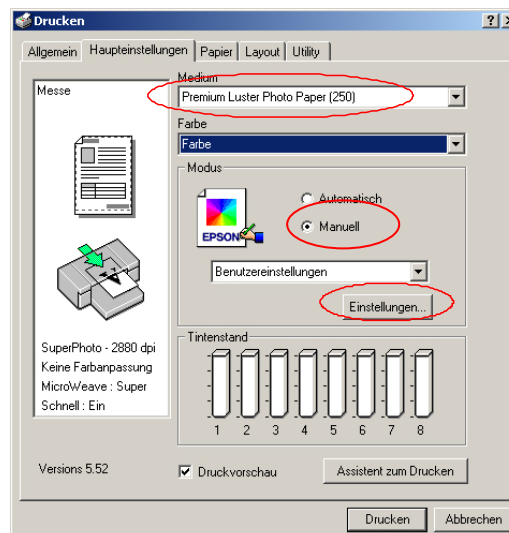 Drucken
Allgemein Haupteinstellungen Papier Layout Utility
Messe
Medium
Premium Luster Photo Paper (250)
Farbe
Farbe
Modus
EPSON
Automatisch
Manuell
Benutzereinstellungen
Einstellungen...
SuperPhoto - 2880 dpi
Keine Farbanpassung
MicroWeave : Super
Schnell : Ein
Tintenstand
1 2 3 4 5 6 7 8
Versions 5.52
Druckvorschau
Assistent zum Drucken
Drucken
Abbrechen